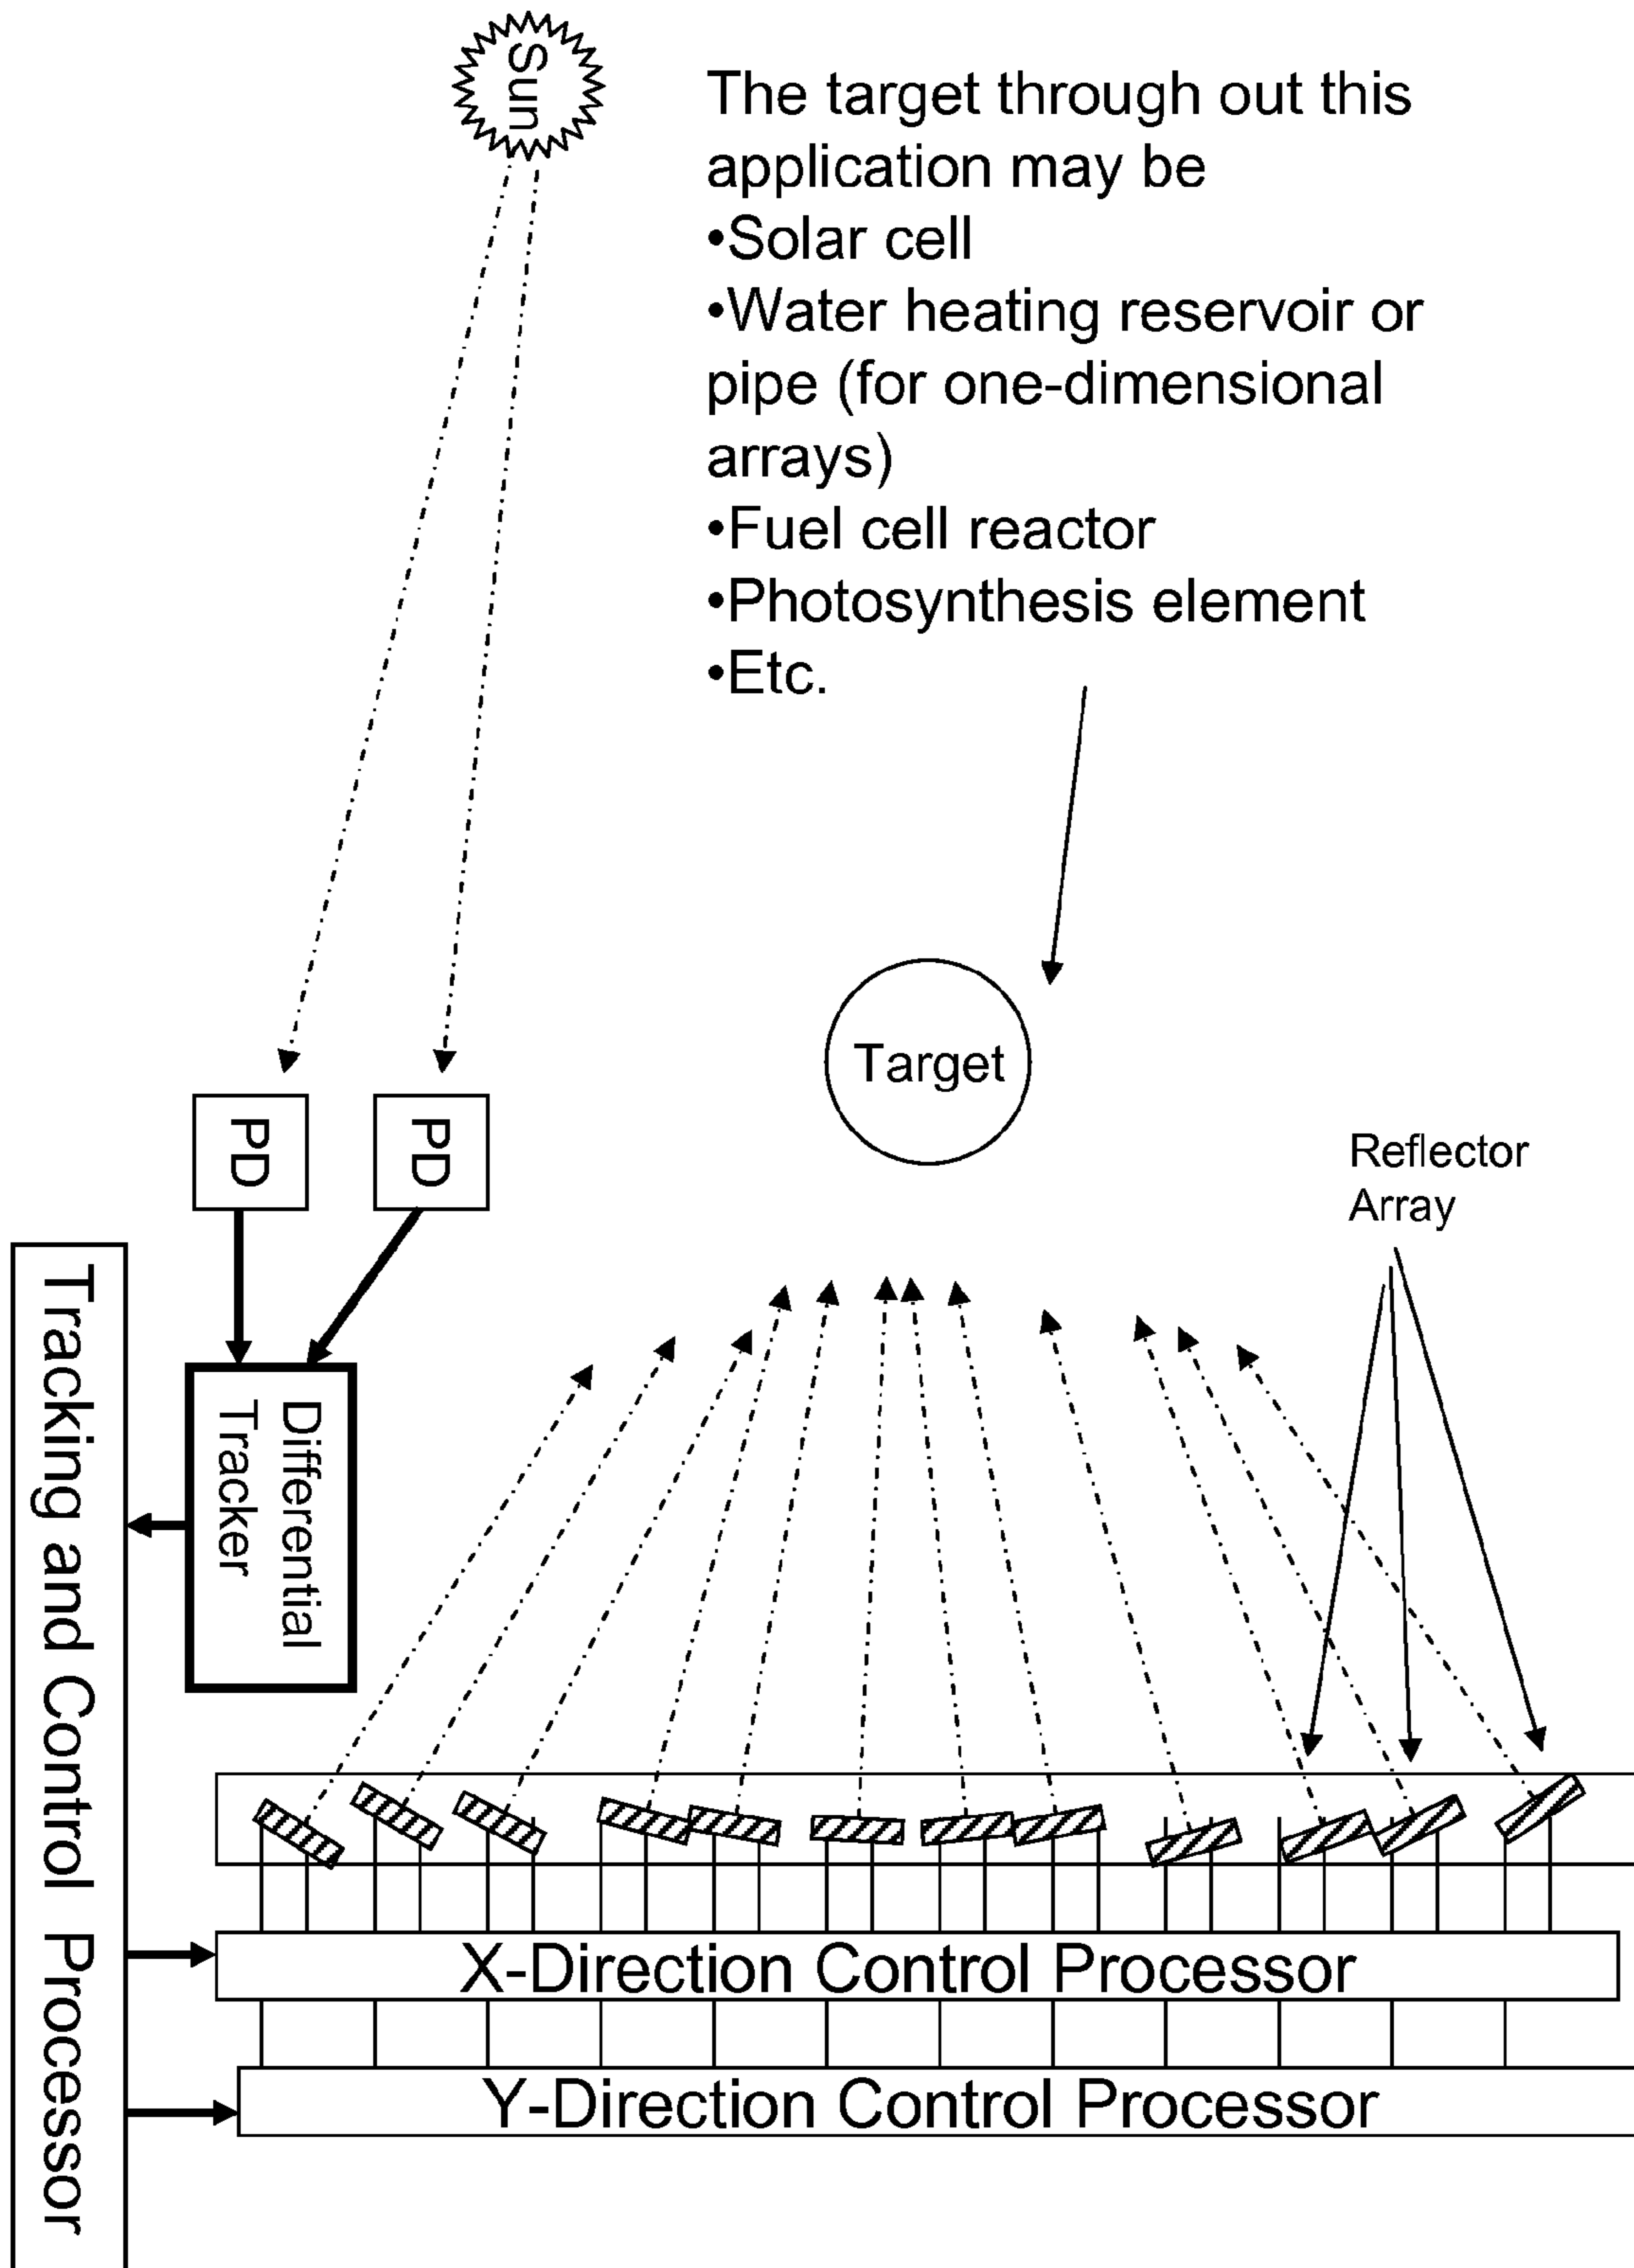 Sun
The target through out this
application may be
•Solar cell
•Water heating reservoir or
pipe (for one-dimensional
arrays)
•Fuel cell reactor
•Photosynthesis element
•Etc.
Target
PD
PD
Reflector
Array
Differential
Tracker
Tracking and Control Processor
X-Direction Control Processor
Y-Direction Control Processor